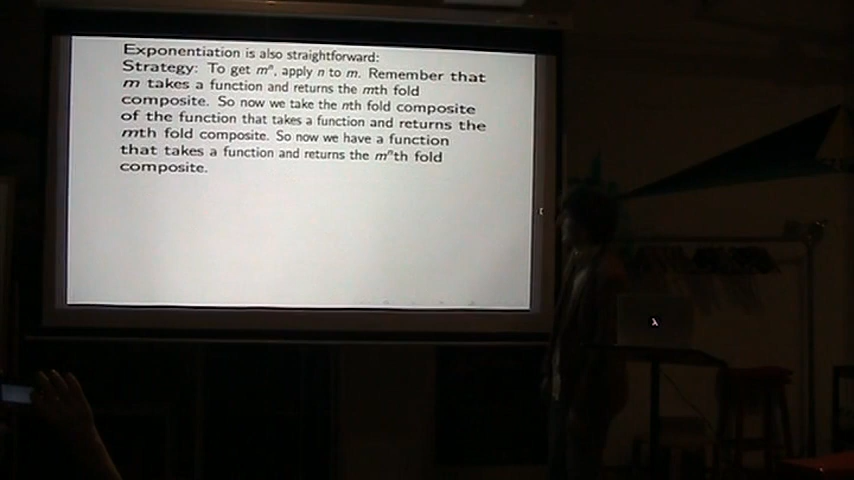 Exponentiation is also straightforward:
Strategy: To get mⁿ, apply n to m. Remember that
m takes a function and returns the mth fold
composite. So now we take the nth fold composite
of the function that takes a function and returns the
mth fold composite. So now we have a function
that takes a function and returns the mⁿth fold
composite.
λ